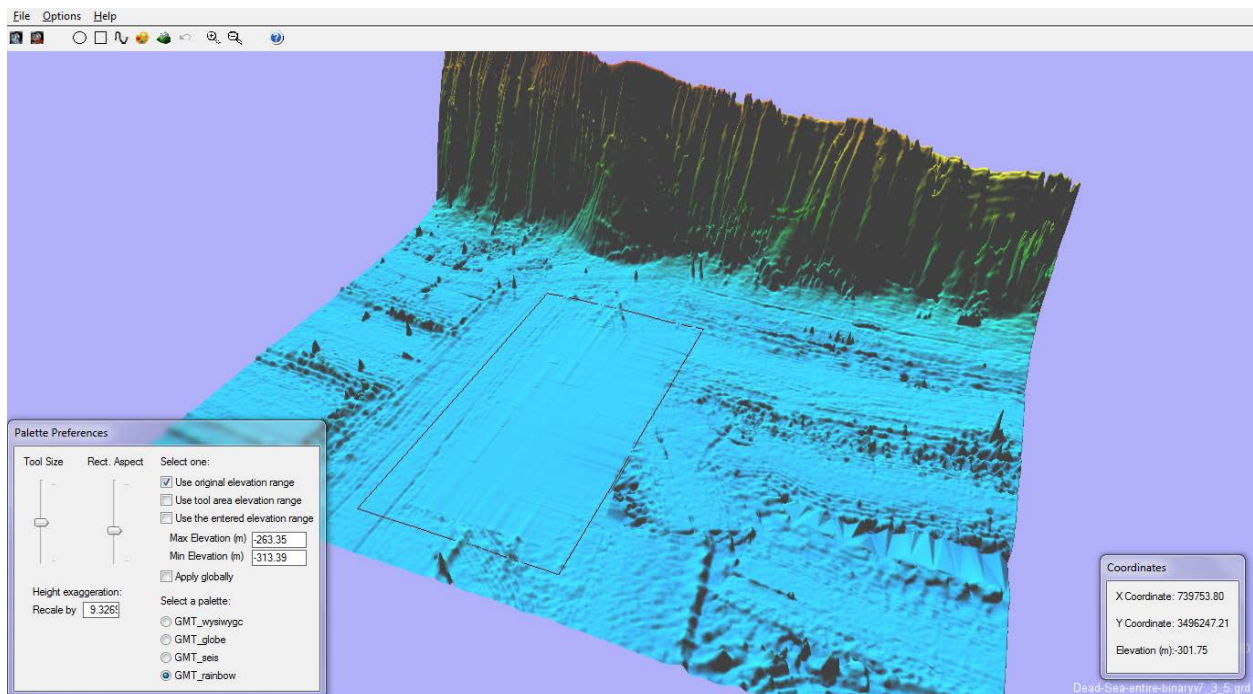 File Options Help
Palette Preferences
Tool Size Rect. Aspect Select one:
Use original elevation range
Use tool area elevation range
Use the entered elevation range
Max Elevation (m) -263.35
Min Elevation (m) -313.39
Apply globally
Height exaggeration:
Recale by 9.326
Select a palette:
GMT_wysiwygc
GMT_globe
GMT_seis
GMT_rainbow
Coordinates
X Coordinate: 739753.80
Y Coordinate: 3496247.21
Elevation (m):-301.75
Dead-Sea-entire-binaryv7_3_5.grd